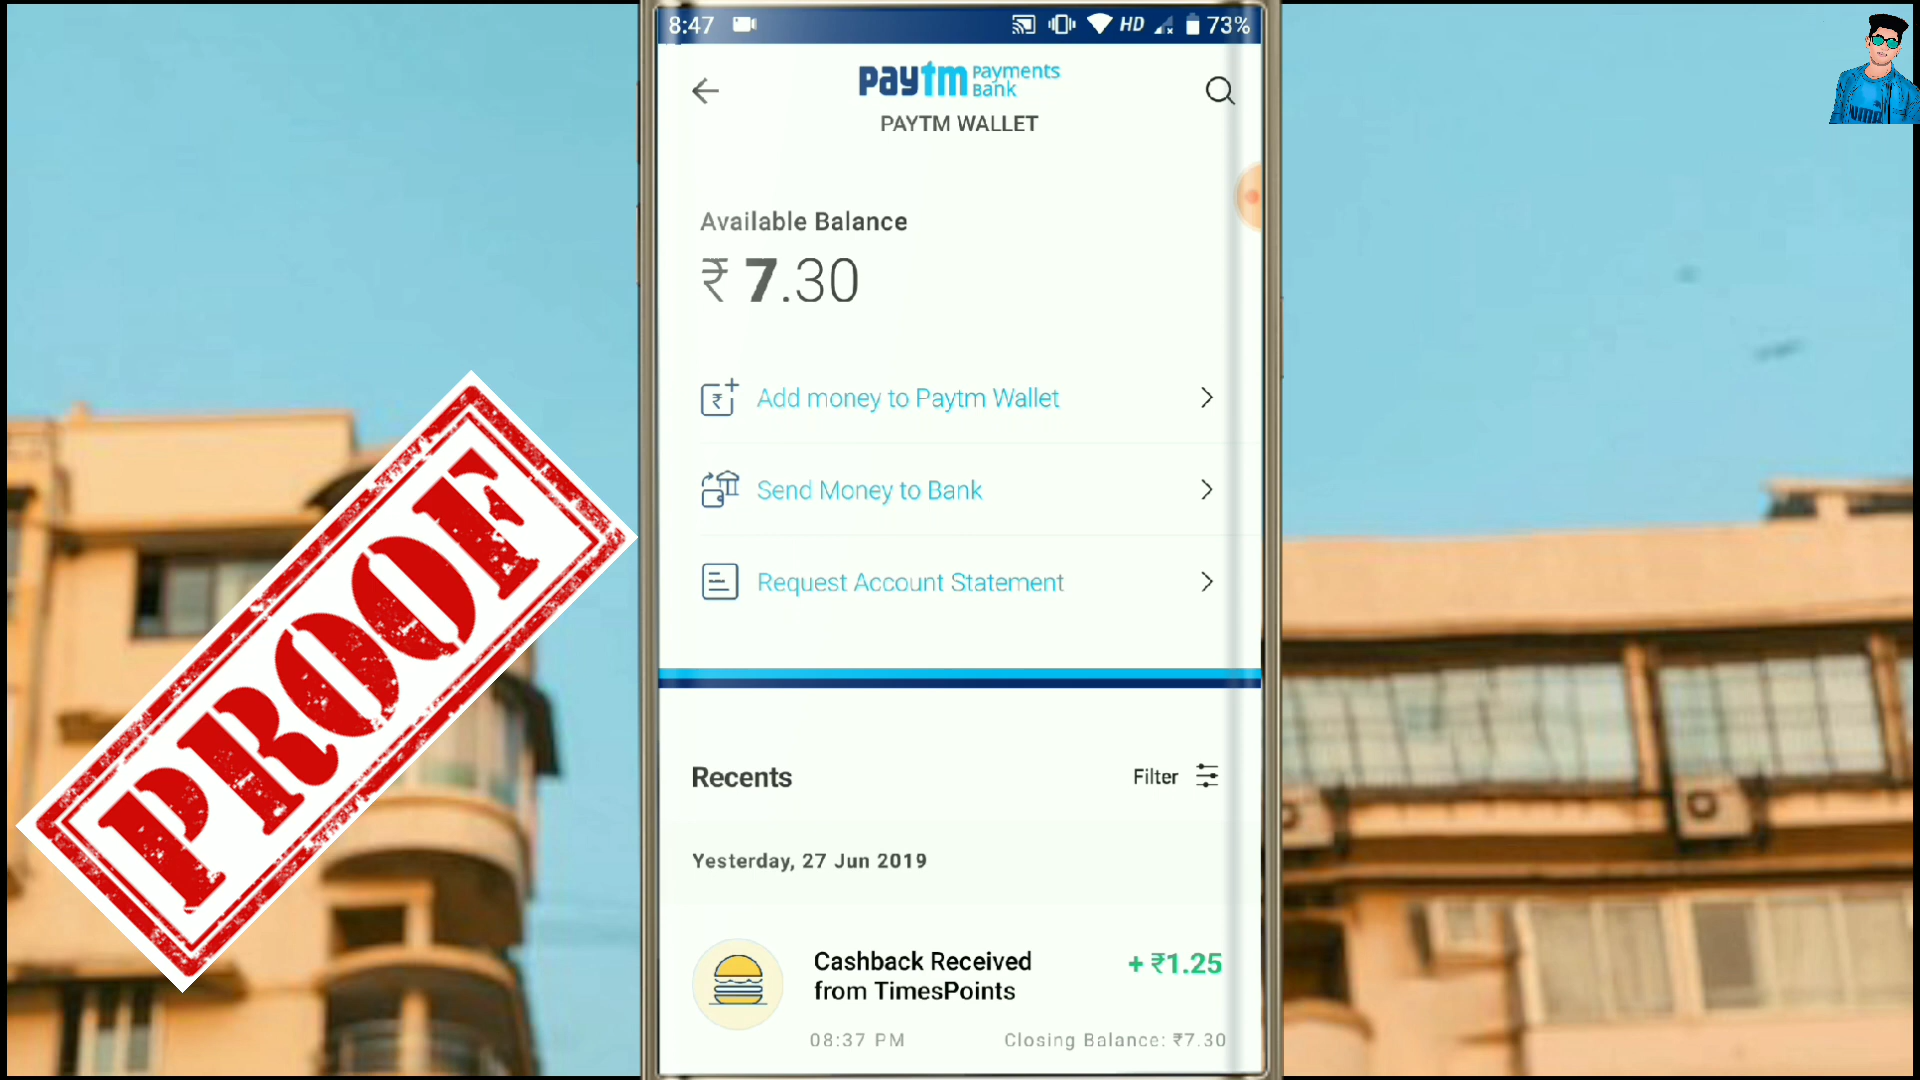 8:47
HD
73%
paytm Payments Bank
PAYTM WALLET
Available Balance
₹ 7.30
Add money to Paytm Wallet
Send Money to Bank
Request Account Statement
Recents
Filter
Yesterday, 27 Jun 2019
Cashback Received
from TimesPoints
+ ₹1.25
08:37 PM
Closing Balance: ₹7.30
PROOF
PUMA